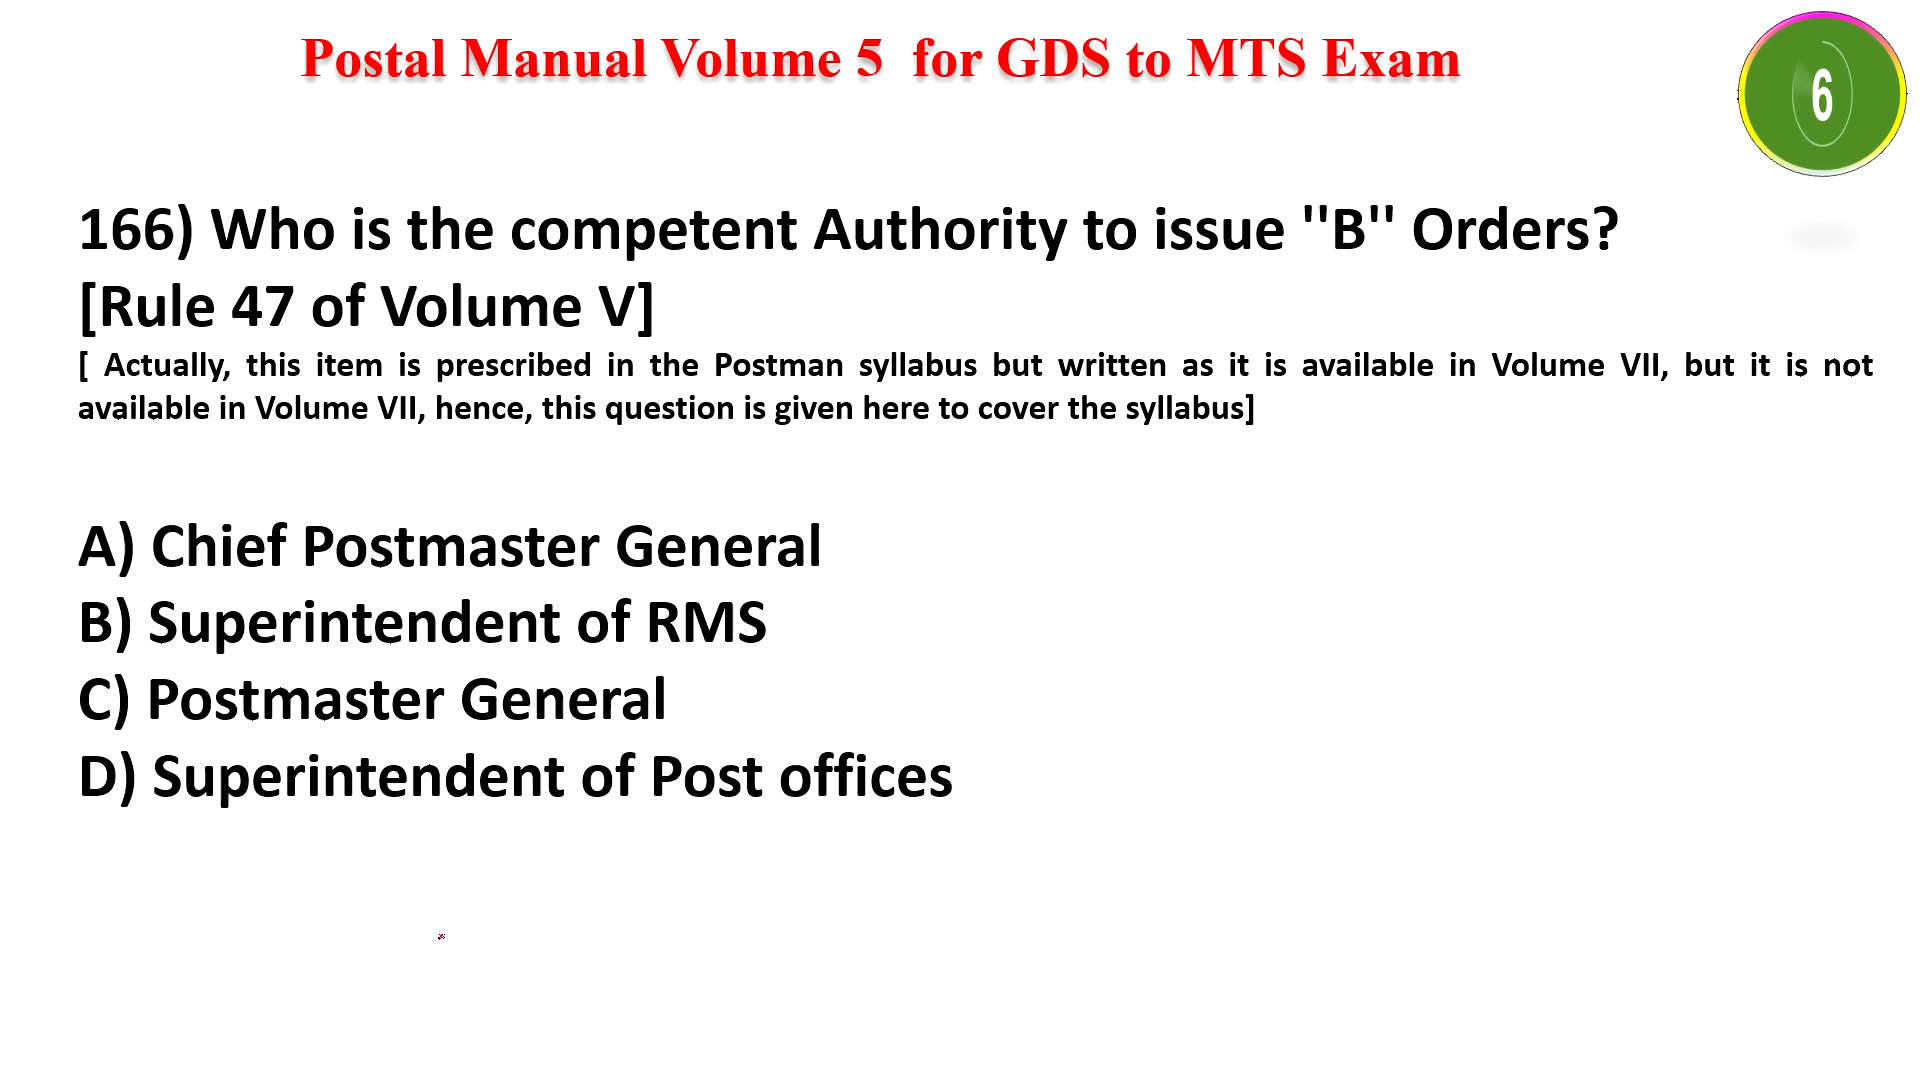 Postal Manual Volume 5 for GDS to MTS Exam
6
166) Who is the competent Authority to issue "B" Orders?
[Rule 47 of Volume V]
[ Actually, this item is prescribed in the Postman syllabus but written as it is available in Volume VII, but it is not
available in Volume VII, hence, this question is given here to cover the syllabus]
A) Chief Postmaster General
B) Superintendent of RMS
C) Postmaster General
D) Superintendent of Post offices